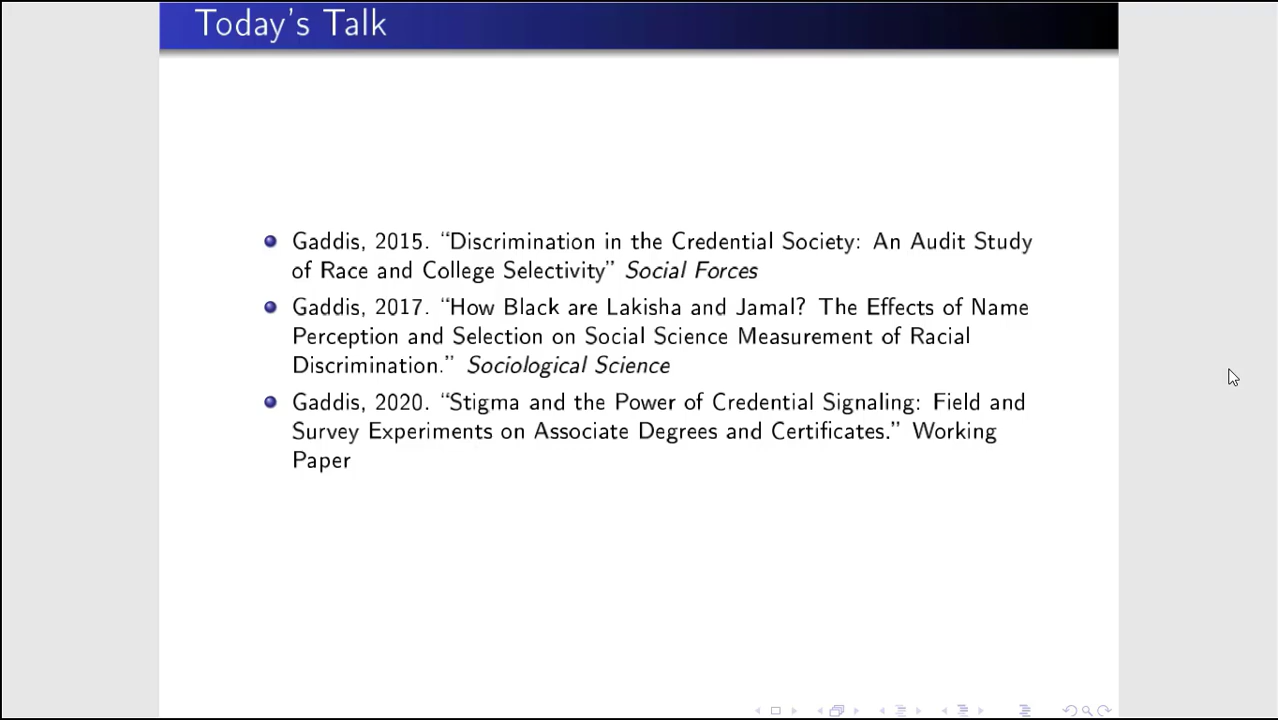 Today's Talk
Gaddis, 2015. “Discrimination in the Credential Society: An Audit Study
of Race and College Selectivity” Social Forces
Gaddis, 2017. “How Black are Lakisha and Jamal? The Effects of Name
Perception and Selection on Social Science Measurement of Racial
Discrimination.” Sociological Science
Gaddis, 2020. “Stigma and the Power of Credential Signaling: Field and
Survey Experiments on Associate Degrees and Certificates.” Working
Paper